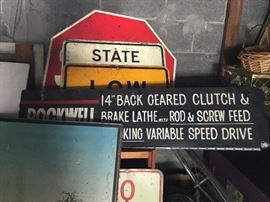 STATE
LOW
ROCKWELL
14" BACK GEARED CLUTCH &
BRAKE LATHE WITH ROD & SCREW FEED
KING VARIABLE SPEED DRIVE
O